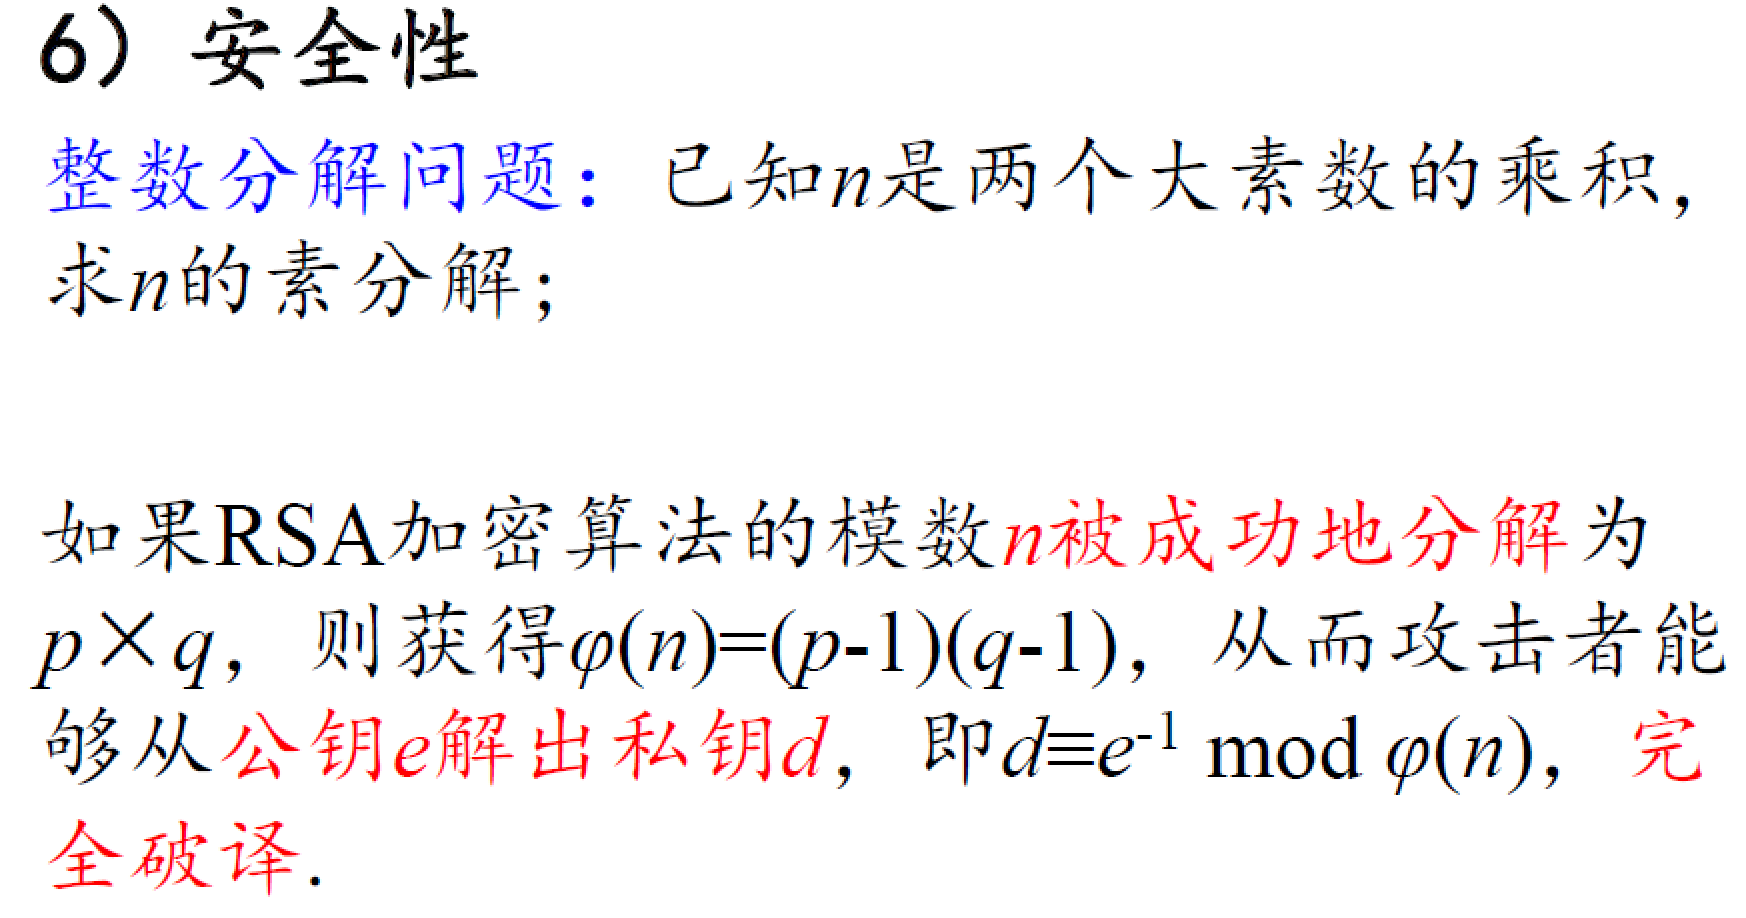 6）安全性
整数分解问题：已知n是两个大素数的乘积，
求n的素分解；
如果RSA加密算法的模数n被成功地分解为
p×q，则获得φ(n)=(p-1)(q-1)，从而攻击者能
够从公钥e解出私钥d，即d≡e⁻¹ mod φ(n)，完
全破译.